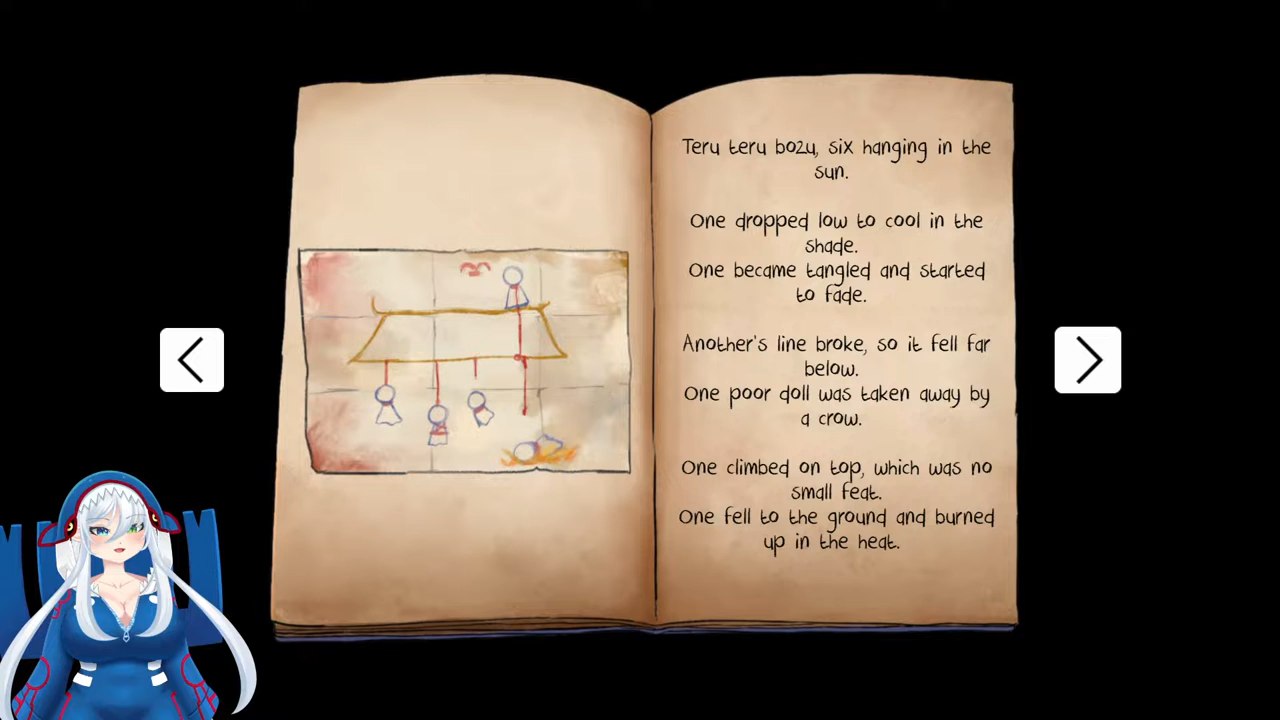 Teru teru bozu, six hanging in the
sun.
One dropped low to cool in the
shade.
One became tangled and started
to fade.
Another's line broke, so it fell far
below.
One poor doll was taken away by
a crow.
One climbed on top, which was no
small feat.
One fell to the ground and burned
up in the heat.